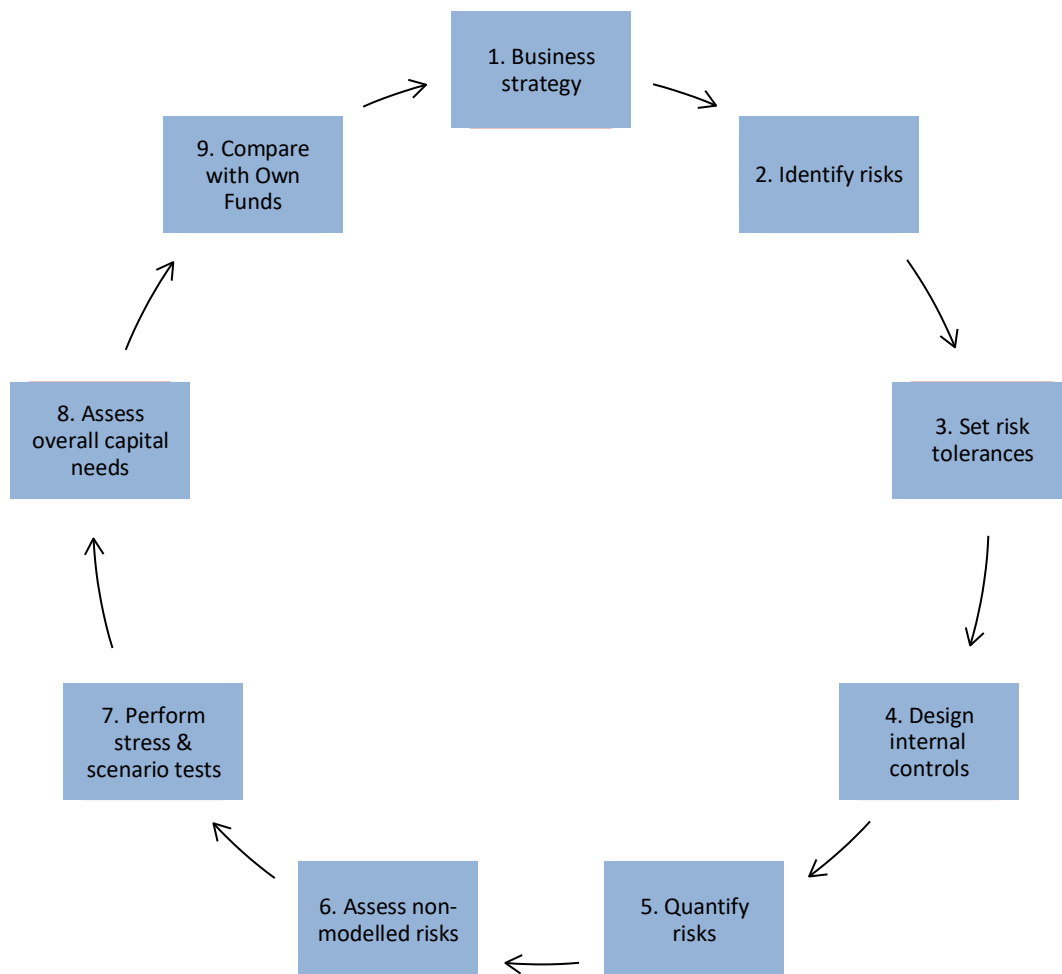 1. Business
strategy
2. Identify risks
3. Set risk
tolerances
4. Design
internal
controls
5. Quantify
risks
6. Assess non-
modelled risks
7. Perform
stress &
scenario tests
8. Assess
overall capital
needs
9. Compare
with Own
Funds